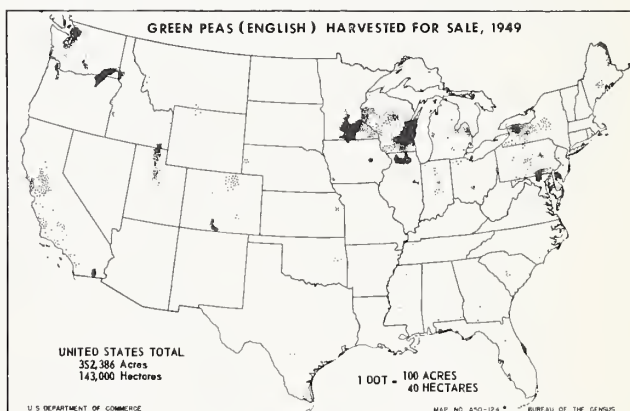 GREEN PEAS (ENGLISH) HARVESTED FOR SALE, 1949
UNITED STATES TOTAL
352,386 Acres
143,000 Hectares
1 DOT = 100 ACRES
40 HECTARES
U S DEPARTMENT OF COMMERCE
MAP NO. A50-124
BUREAU OF THE CENSUS